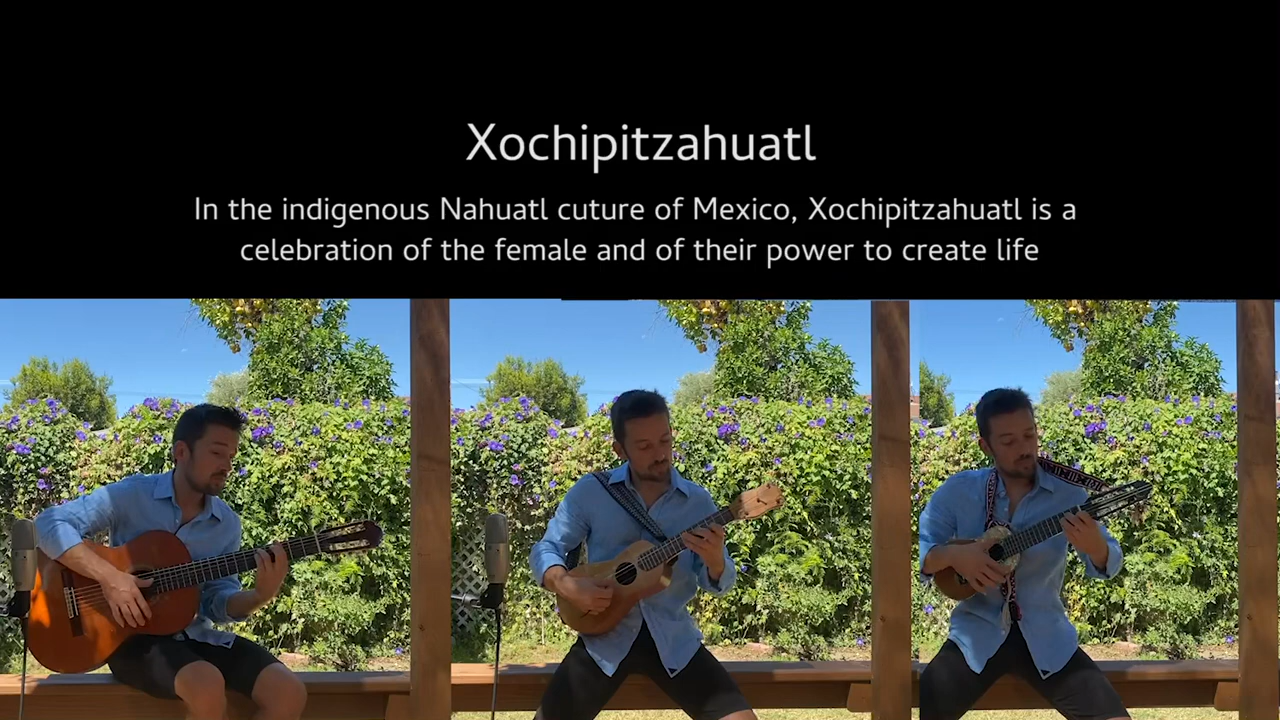 Xochipitzahuatl
In the indigenous Nahuatl cuture of Mexico, Xochipitzahuatl is a
celebration of the female and of their power to create life